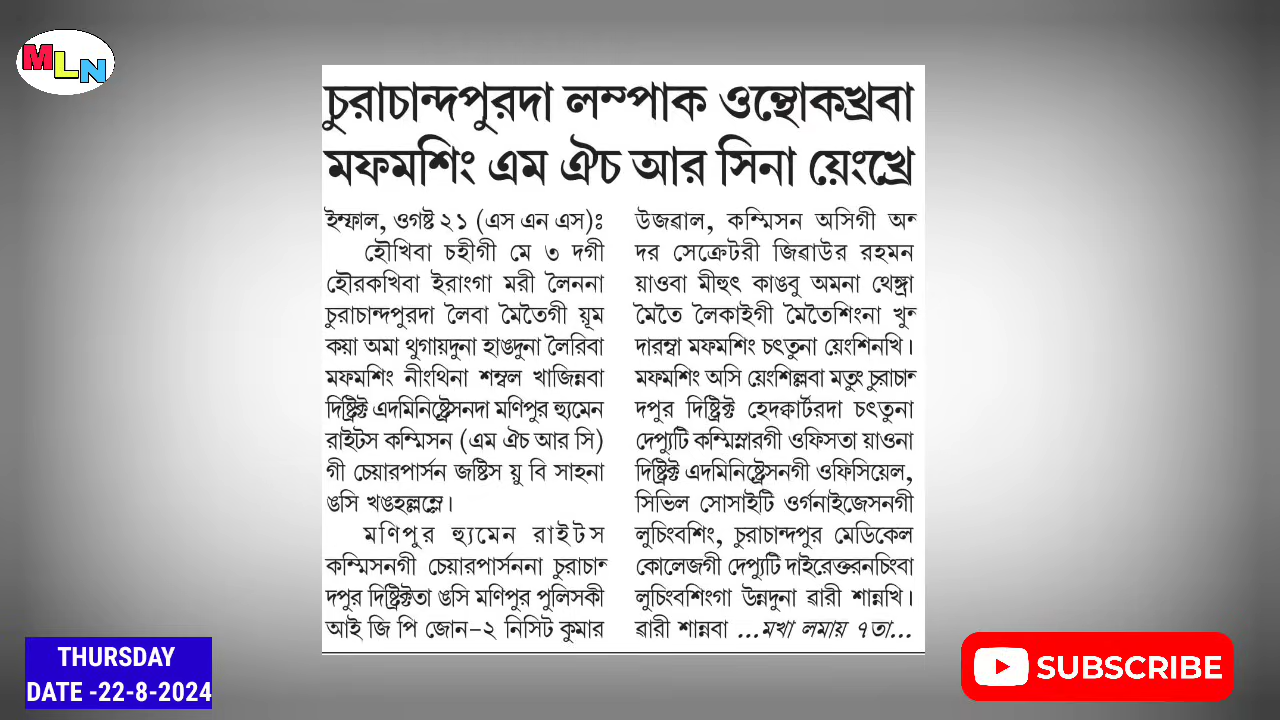 MLN
চুরাচান্দপুরদা লম্পাক ওন্থোকখ্রবা
মফমশিং এম ঐচ আর সিনা য়েংখ্রে
ইম্ফাল, ওগষ্ট ২১ (এস এন এস)ঃ
হৌখিবা চহীগী মে ৩ দগী
হৌরকখিবা ইরাংগা মরী লৈননা
চুরাচান্দপুরদা লৈবা মৈতৈগী য়ূম
কয়া অমা থুগায়দুনা হাঙদুনা লৈরিবা
মফমশিং নীংথিনা শম্বল খাজিন্নবা
দিষ্ট্রিক্ট এদমিনিষ্ট্রেসনদা মণিপুর হ্যুমেন
রাইটস কম্মিসন (এম ঐচ আর সি)
গী চেয়ারপার্সন জষ্টিস য়ু বি সাহনা
ঙসি খঙহল্লম্লে।
মণিপুর হ্যুমেন রাইটস
কম্মিসনগী চেয়ারপার্সননা চুরাচান্
দপুর দিষ্ট্রিক্টতা ঙসি মণিপুর পুলিসকী
আই জি পি জোন-২ নিসিট কুমার
উজৱাল, কম্মিসন অসিগী অন্
দর সেক্রেটরী জিৱাউর রহমন
য়াওবা মীহুৎ কাঙবু অমনা থেঙ্গ্রা
মৈতৈ লৈকাইগী মৈতৈশিংনা খুন্
দারম্বা মফমশিং চৎতুনা য়েংশিনখি।
মফমশিং অসি য়েংশিল্লবা মতুং চুরাচান্
দপুর দিষ্ট্রিক্ট হেদক্বার্টরদা চৎতুনা
দেপ্যুটি কম্মিস্নারগী ওফিসতা য়াওনা
দিষ্ট্রিক্ট এদমিনিষ্ট্রেসনগী ওফিসিয়েল,
সিভিল সোসাইটি ওর্গনাইজেসনগী
লুচিংবশিং, চুরাচান্দপুর মেডিকেল
কোলেজগী দেপ্যুটি দাইরেক্তরনচিংবা
লুচিংবশিংগা উন্নদুনা ৱারী শান্নখি।
ৱারী শান্নবা ...মখা লমায় ৭তা...
THURSDAY
DATE -22-8-2024
SUBSCRIBE